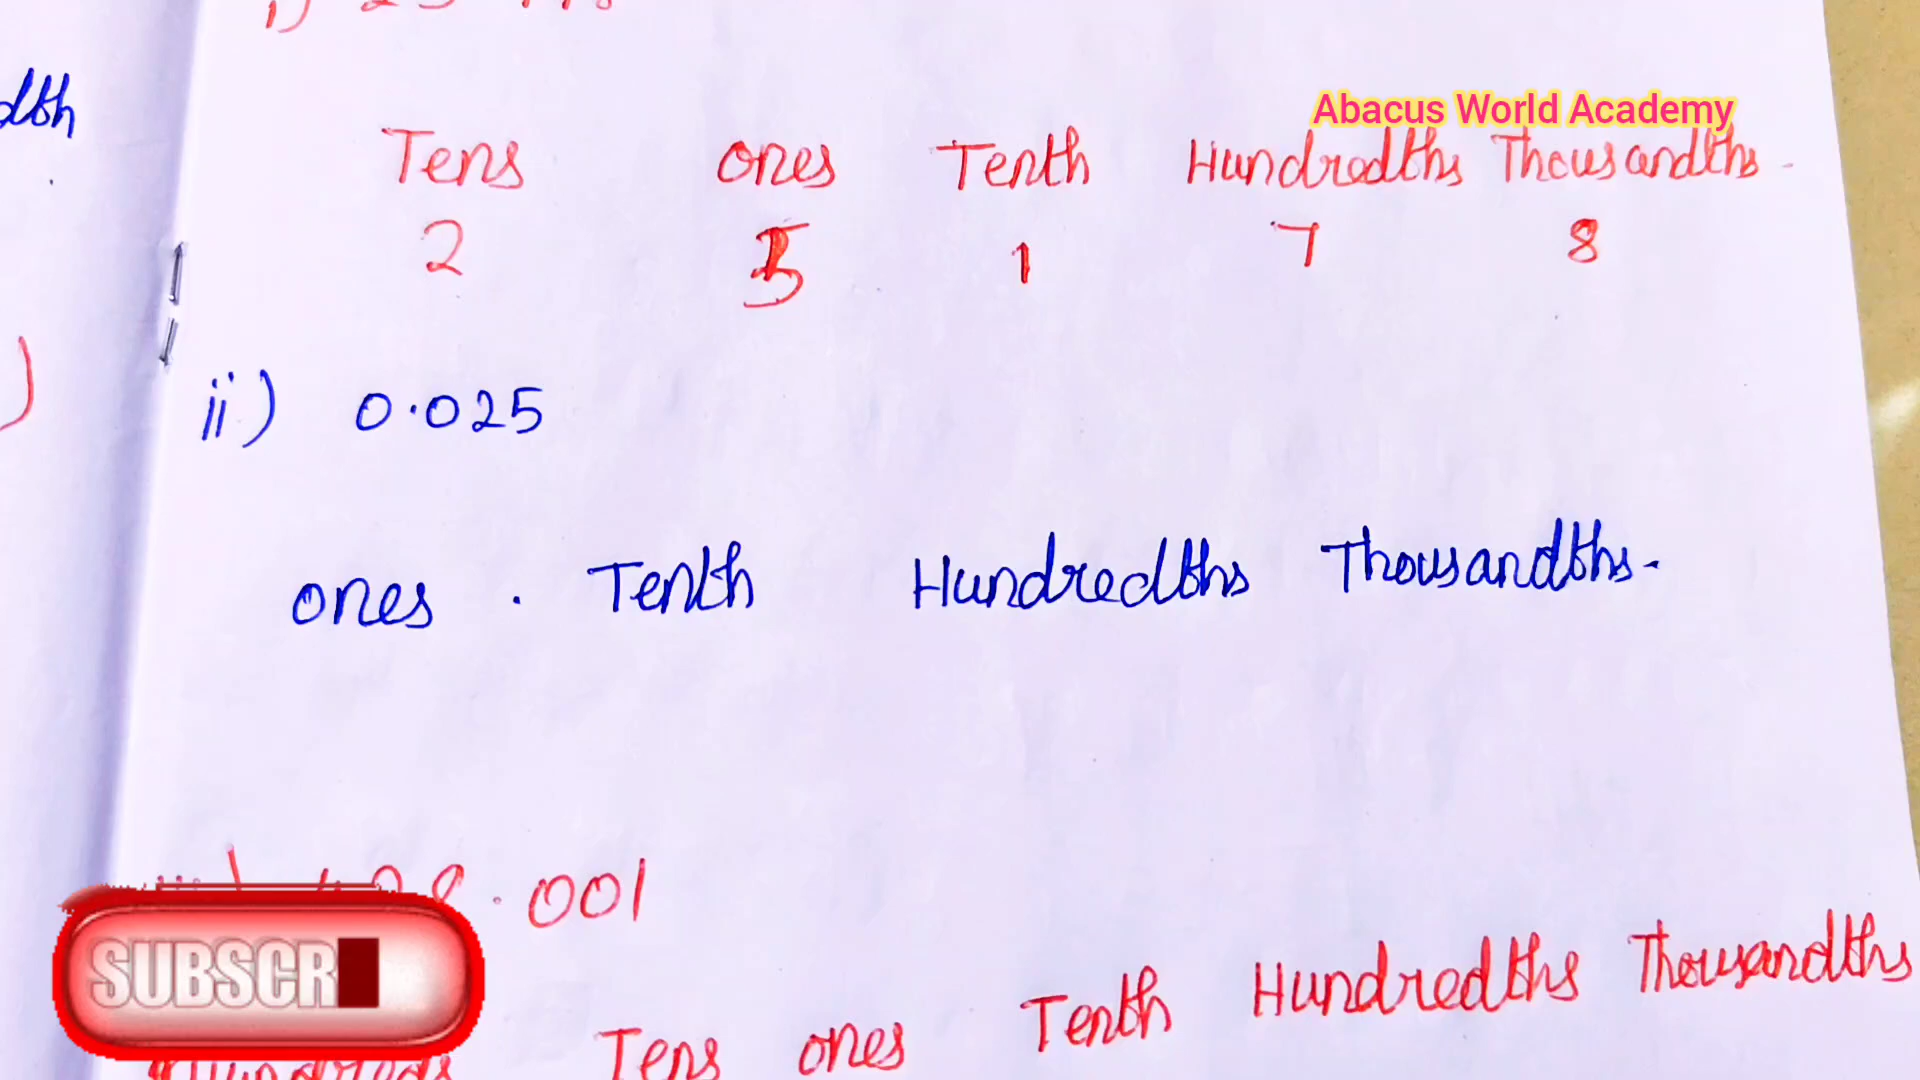 dth
Abacus World Academy
Tens ones Tenth Hundredths Thousandths
2 5 1 7 8
)
ii) 0.025
ones . Tenth Hundredths Thousandths.
.001
SUBSCR
Hundreds Tens ones Tenth Hundredths Thousandths